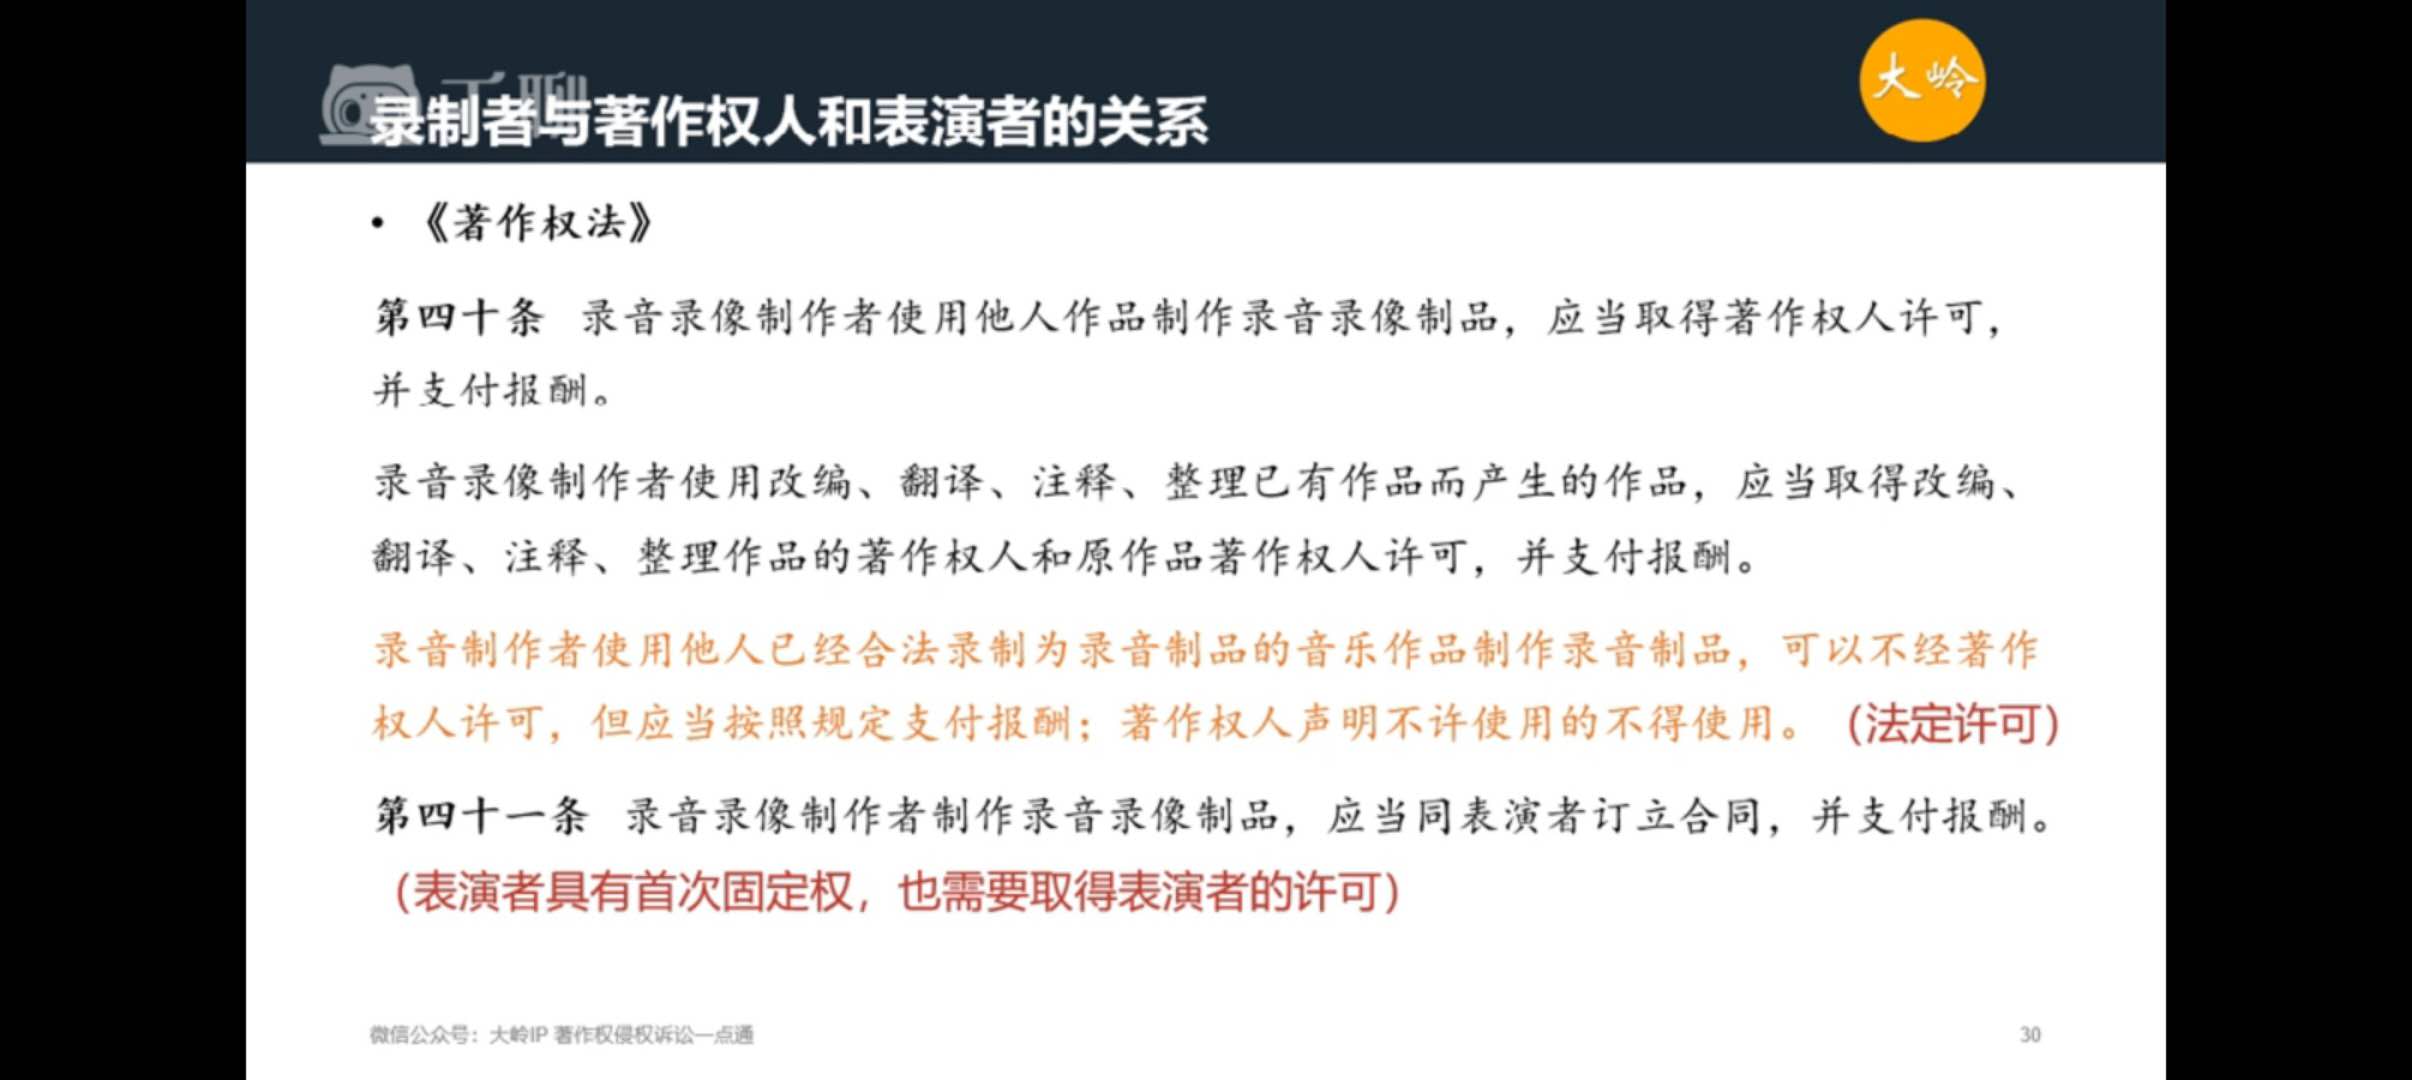 大岭
千聊
录制者与著作权人和表演者的关系
• 《著作权法》
第四十条 录音录像制作者使用他人作品制作录音录像制品，应当取得著作权人许可，
并支付报酬。
录音录像制作者使用改编、翻译、注释、整理已有作品而产生的作品，应当取得改编、
翻译、注释、整理作品的著作权人和原作品著作权人许可，并支付报酬。
录音制作者使用他人已经合法录制为录音制品的音乐作品制作录音制品，可以不经著作
权人许可，但应当按照规定支付报酬；著作权人声明不许使用的不得使用。（法定许可）
第四十一条 录音录像制作者制作录音录像制品，应当同表演者订立合同，并支付报酬。
（表演者具有首次固定权，也需要取得表演者的许可）
微信公众号：大岭IP 著作权侵权诉讼一点通
30